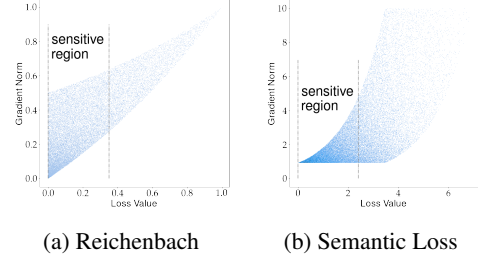 1.0
0.8
0.6
0.4
0.2
0.0
Gradient Norm
sensitive
region
0.0 0.2 0.4 0.6 0.8 1.0
Loss Value
(a) Reichenbach
10
8
6
4
2
0
Gradient Norm
sensitive
region
0 2 4 6
Loss Value
(b) Semantic Loss